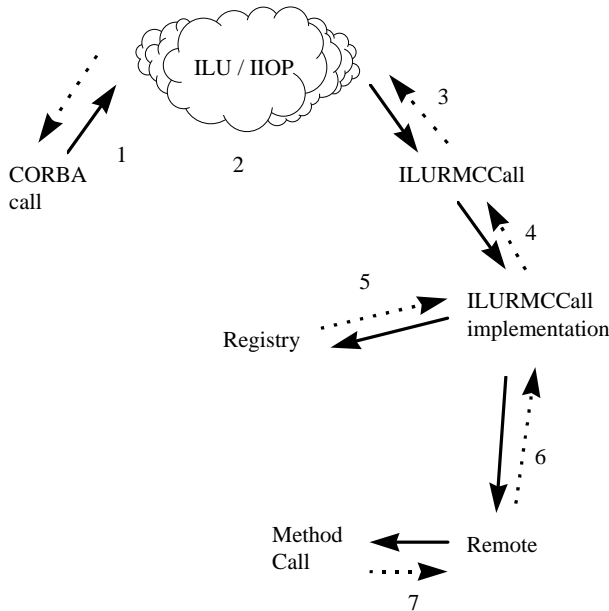 ILU / IIOP
3
1
2
CORBA
call
ILURMCCall
4
5
ILURMCCall
implementation
Registry
6
Method
Call
Remote
7